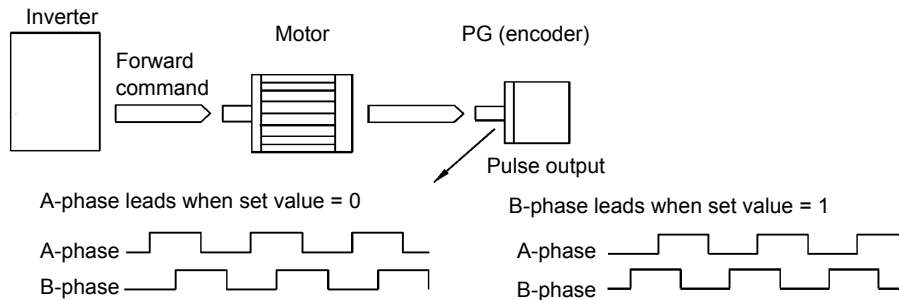 Inverter
Motor
PG (encoder)
Forward
command
Pulse output
A-phase leads when set value = 0
B-phase leads when set value = 1
A-phase
B-phase
A-phase
B-phase